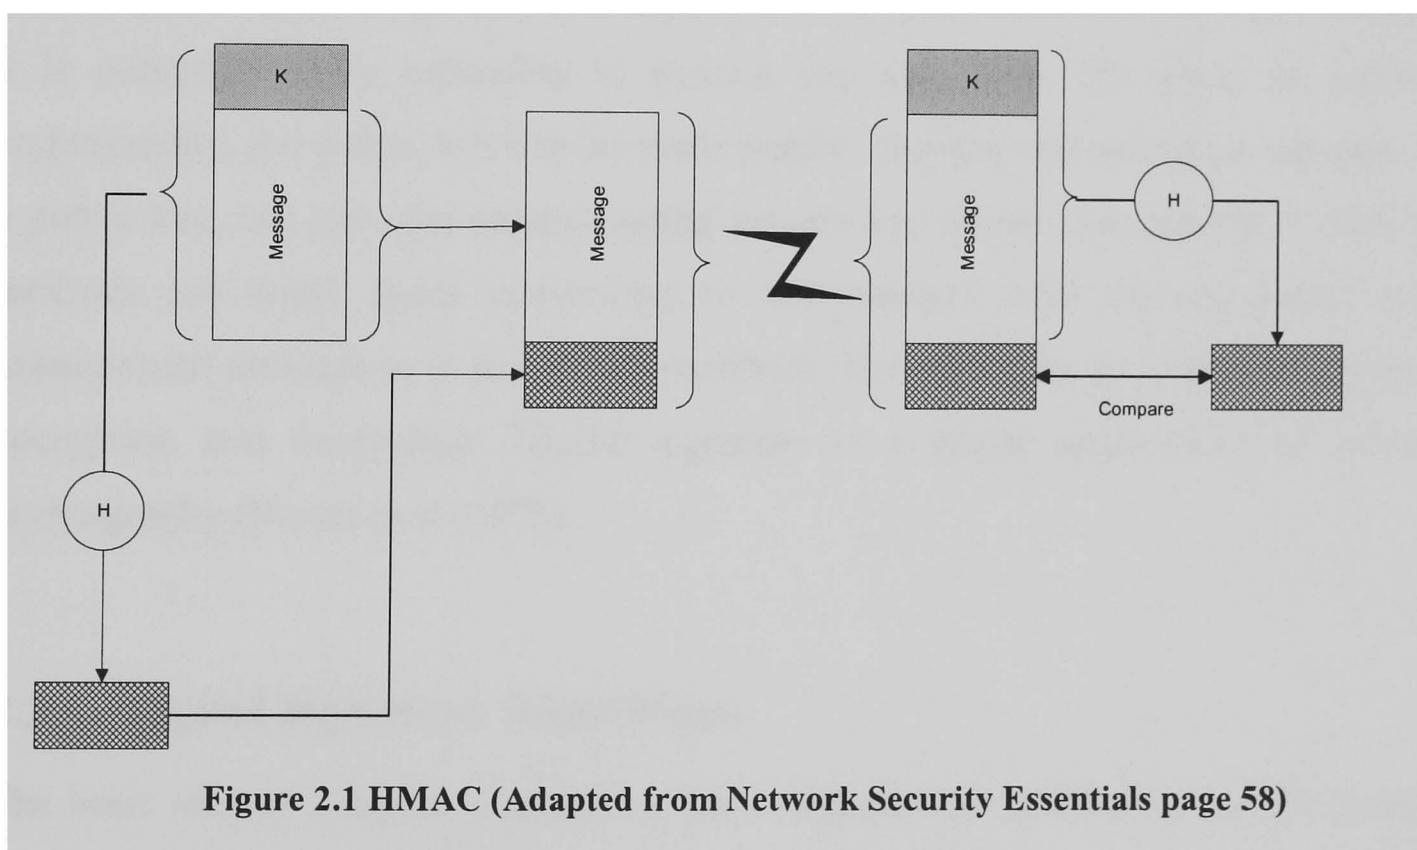 K
Message
H
Message
K
Message
H
Compare
Figure 2.1 HMAC (Adapted from Network Security Essentials page 58)